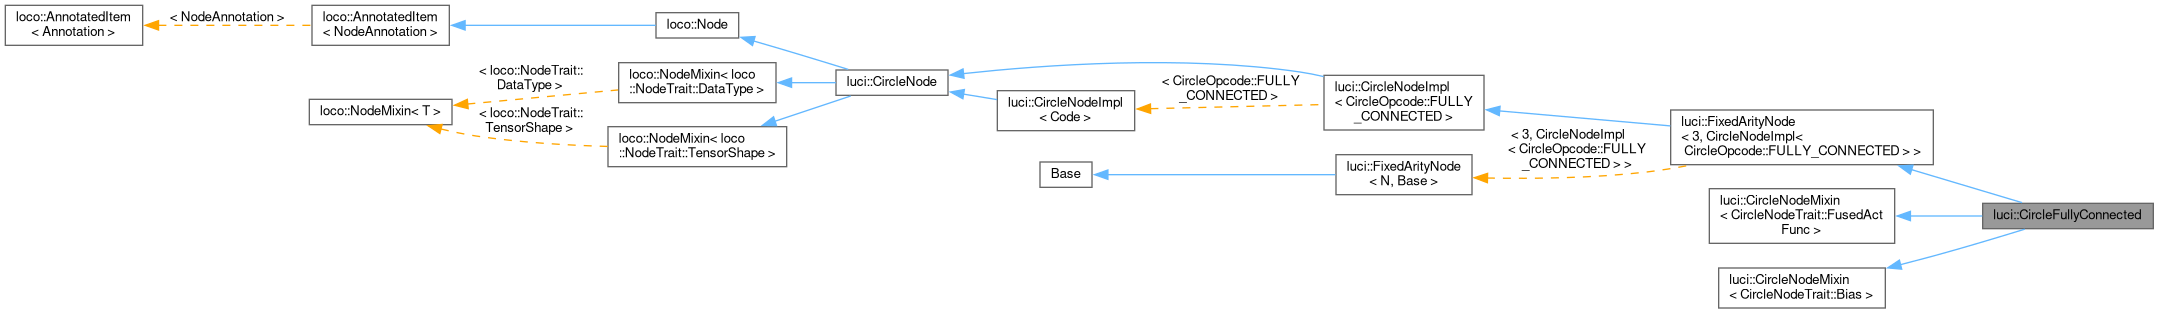 loco::AnnotatedItem
< Annotation >
< NodeAnnotation >
loco::AnnotatedItem
< NodeAnnotation >
loco::Node
< loco::NodeTrait::
DataType >
loco::NodeMixin< loco
::NodeTrait::DataType >
loco::NodeMixin< T >
< loco::NodeTrait::
TensorShape >
loco::NodeMixin< loco
::NodeTrait::TensorShape >
luci::CircleNode
luci::CircleNodeImpl
< Code >
< CircleOpcode::FULLY
_CONNECTED >
luci::CircleNodeImpl
< CircleOpcode::FULLY
_CONNECTED >
Base
luci::FixedArityNode
< N, Base >
< 3, CircleNodeImpl
< CircleOpcode::FULLY
_CONNECTED > >
luci::FixedArityNode
< 3, CircleNodeImpl<
CircleOpcode::FULLY_CONNECTED > >
luci::CircleNodeMixin
< CircleNodeTrait::FusedAct
Func >
luci::CircleNodeMixin
< CircleNodeTrait::Bias >
luci::CircleFullyConnected